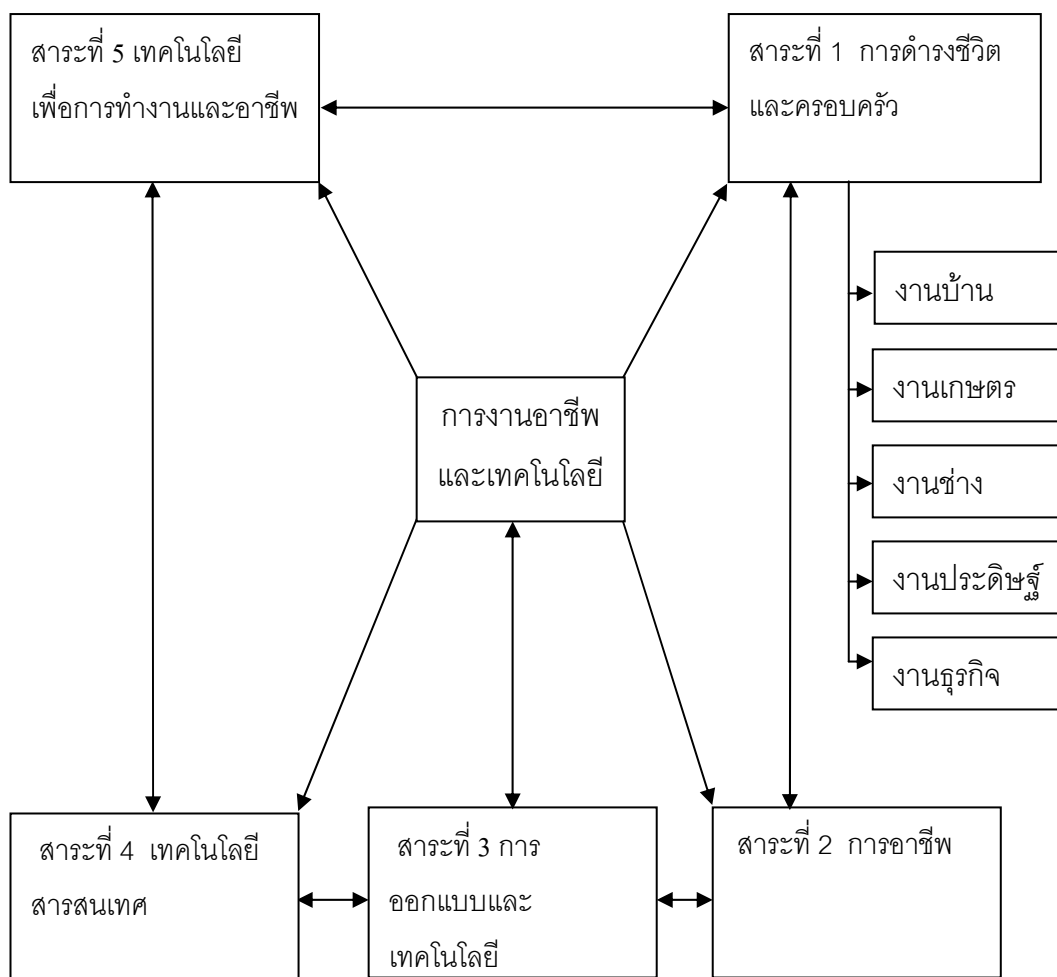 สาระที่ 5 เทคโนโลยี
เพื่อการทำงานและอาชีพ
สาระที่ 1 การดำรงชีวิต
และครอบครัว
งานบ้าน
งานเกษตร
งานช่าง
งานประดิษฐ์
งานธุรกิจ
การงานอาชีพ
และเทคโนโลยี
สาระที่ 4 เทคโนโลยี
สารสนเทศ
สาระที่ 3 การ
ออกแบบและ
เทคโนโลยี
สาระที่ 2 การอาชีพ